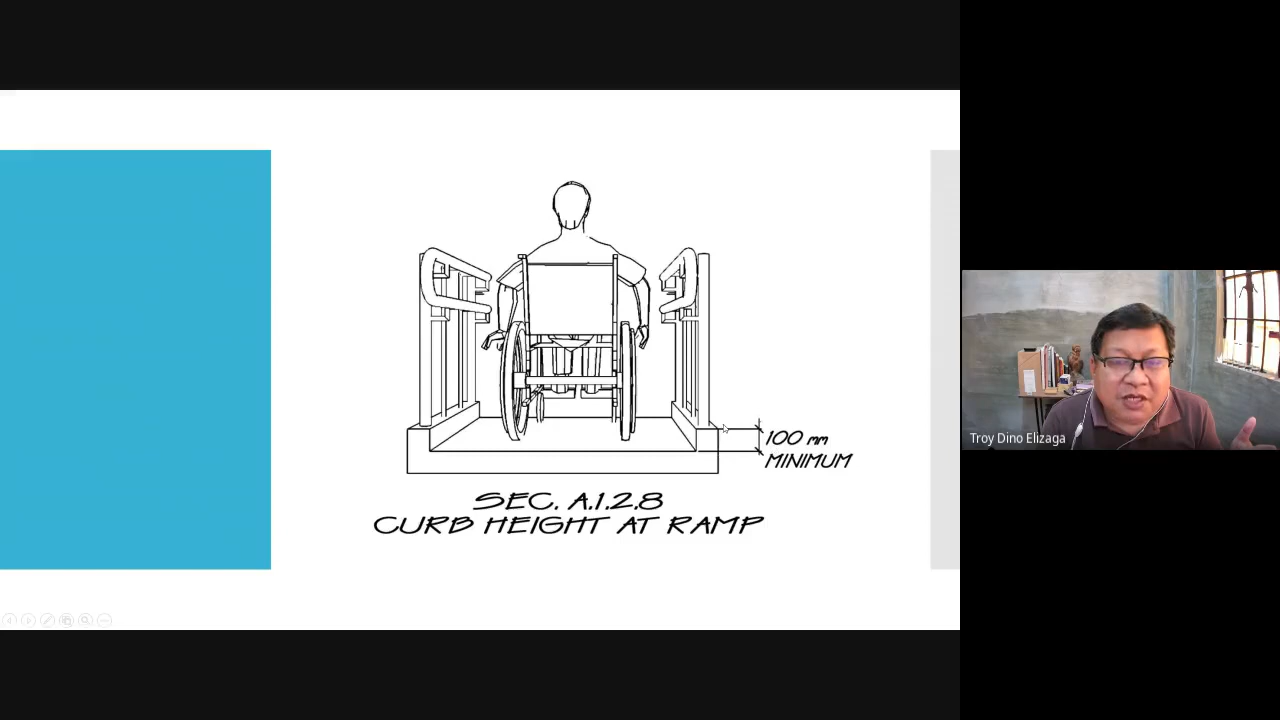 100 mm
MINIMUM
SEC. A.1.2.8
CURB HEIGHT AT RAMP
Troy Dino Elizaga